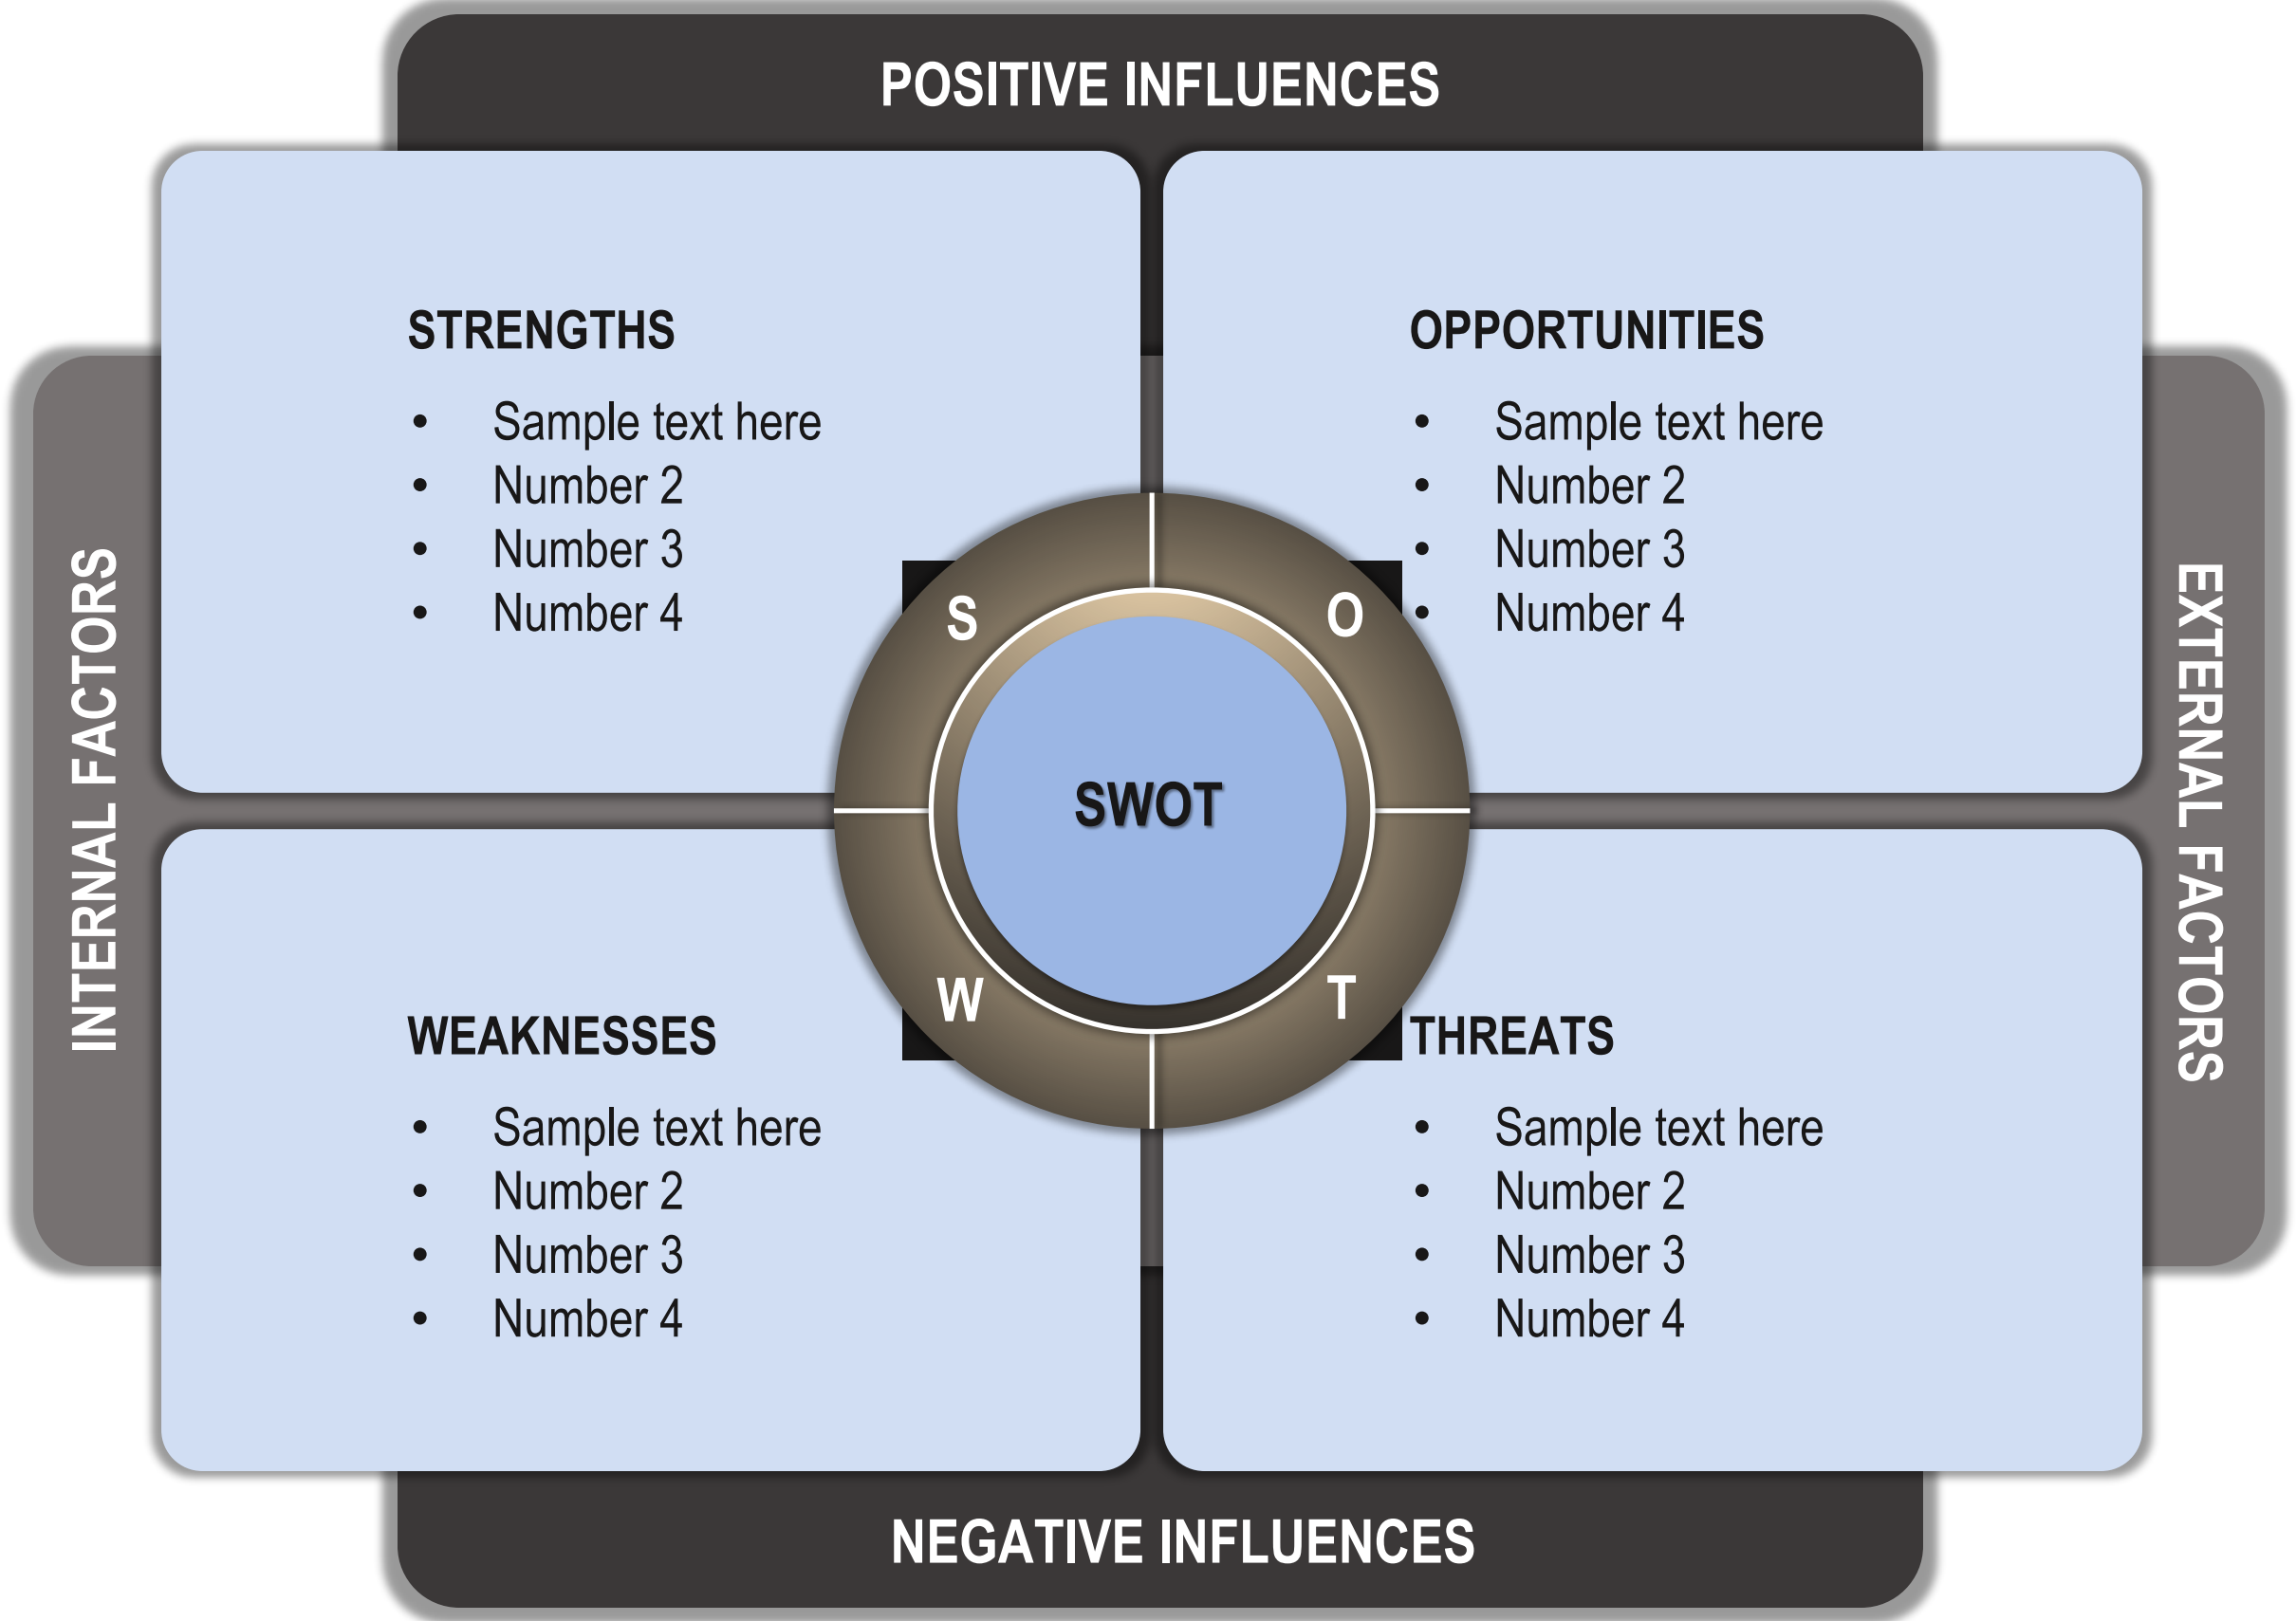 POSITIVE INFLUENCES
INTERNAL FACTORS
STRENGTHS
• Sample text here
• Number 2
• Number 3
• Number 4
OPPORTUNITIES
• Sample text here
• Number 2
• Number 3
• Number 4
EXTERNAL FACTORS
S
O
SWOT
W
T
WEAKNESSES
• Sample text here
• Number 2
• Number 3
• Number 4
THREATS
• Sample text here
• Number 2
• Number 3
• Number 4
NEGATIVE INFLUENCES